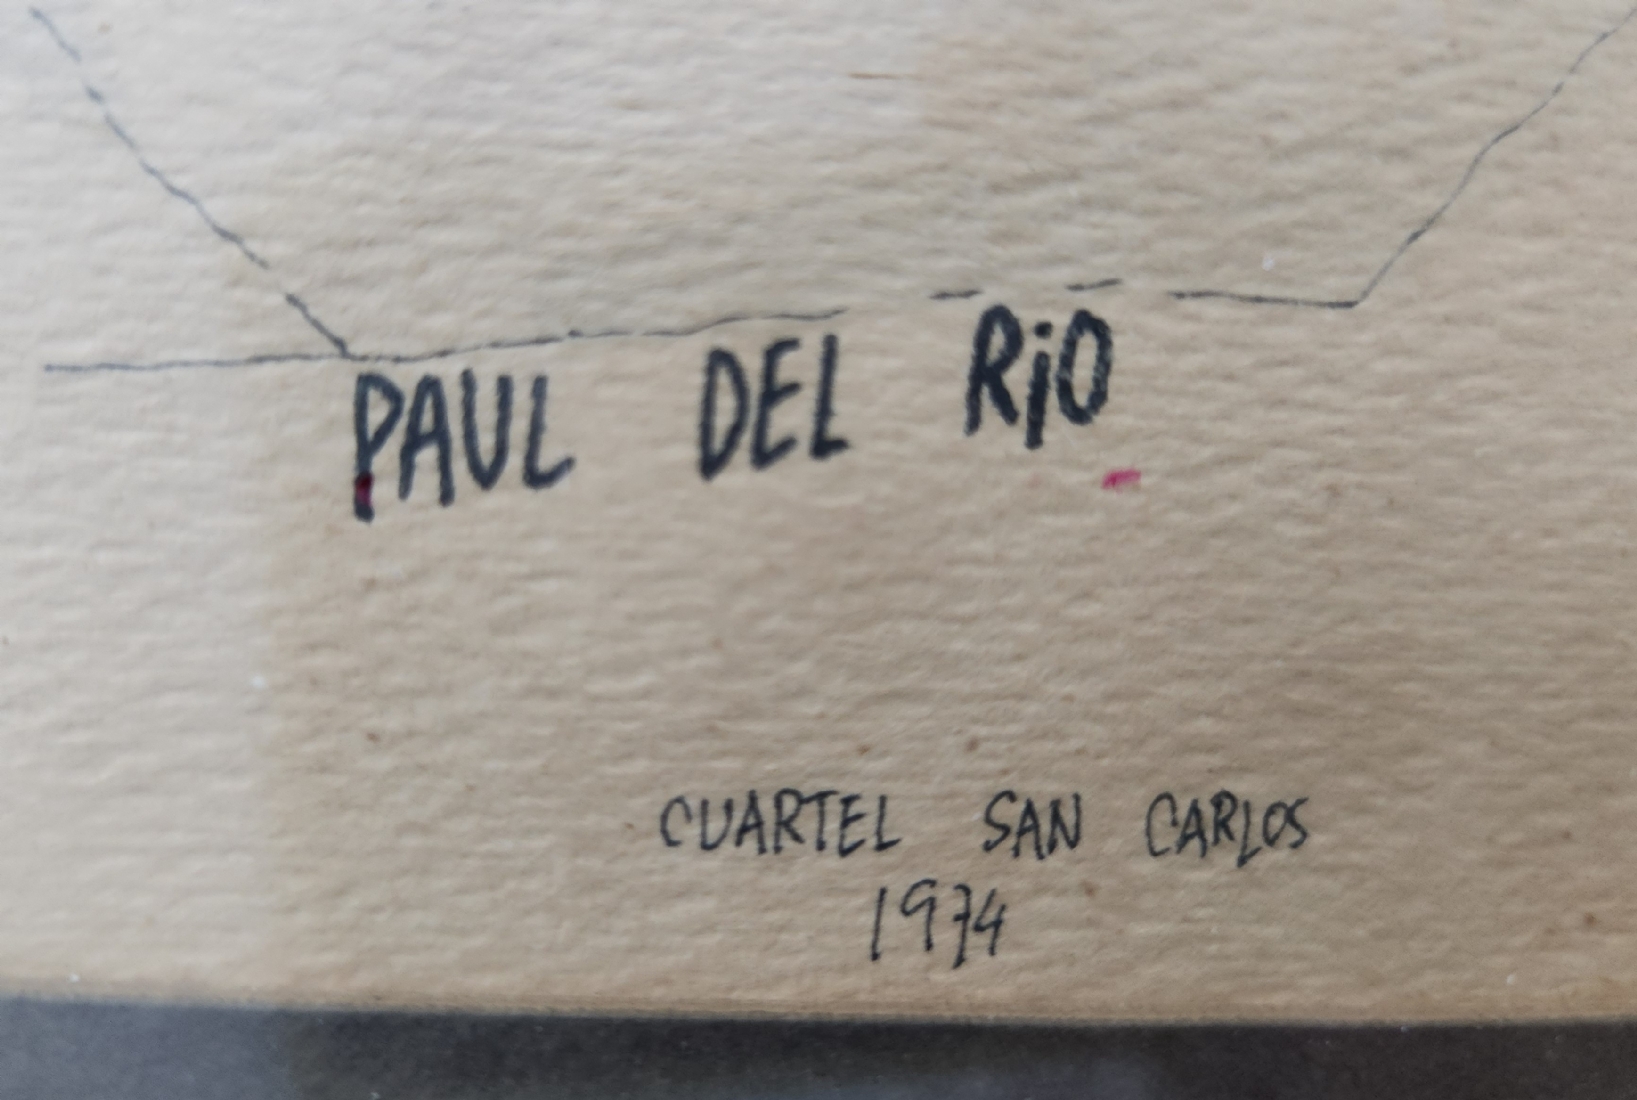 PAUL DEL RiO
CUARTEL SAN CARLOS
1974